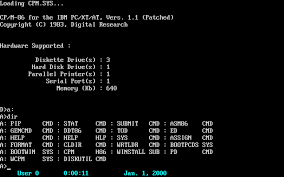 Loading CPM.SYS...
CP/M-86 for the IBM PC/XT/AT, Vers. 1.1 (Patched)
Copyright (C) 1983, Digital Research
Hardware Supported :
Diskette Drive(s) : 3
Hard Disk Drive(s) : 1
Parallel Printer(s) : 1
Serial Port(s) : 1
Memory (Kb) : 640
D>a:
A>dir
A: PIP      CMD : STAT     CMD : SUBMIT   CMD : ASM86    CMD
A: GENCMD   CMD : DDT86    CMD : TOD      CMD : ED       CMD
A: HELP     CMD : HELP     HLP : SYS      CMD : ASSIGN   CMD
A: FORMAT   CMD : CLDIR    CMD : WRTLDR   CMD : BOOTPCDS SYS
A: BOOTWIN  SYS : CPM      H86 : WINSTALL SUB : PD       CMD
A: WCPM     SYS : DISKUTIL CMD
A>
User 0 0:00:11 Jan. 1, 2000